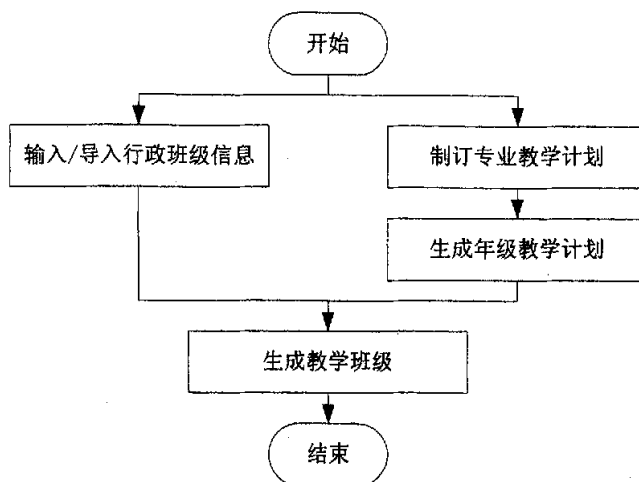 开始
输入/导入行政班级信息
制订专业教学计划
生成年级教学计划
生成教学班级
结束